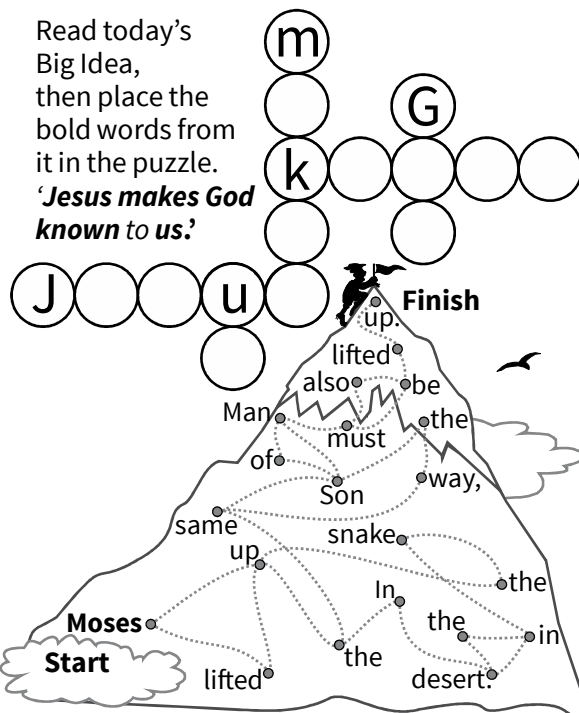 Read today's
Big Idea,
then place the
bold words from
it in the puzzle.
‘Jesus makes God
known to us.’
m
G
k
J
u
Finish
up.
lifted
also
be
Man
the
must
of
Son
way,
same
snake
up
the
In
Moses
the
in
the
Start
lifted
desert.